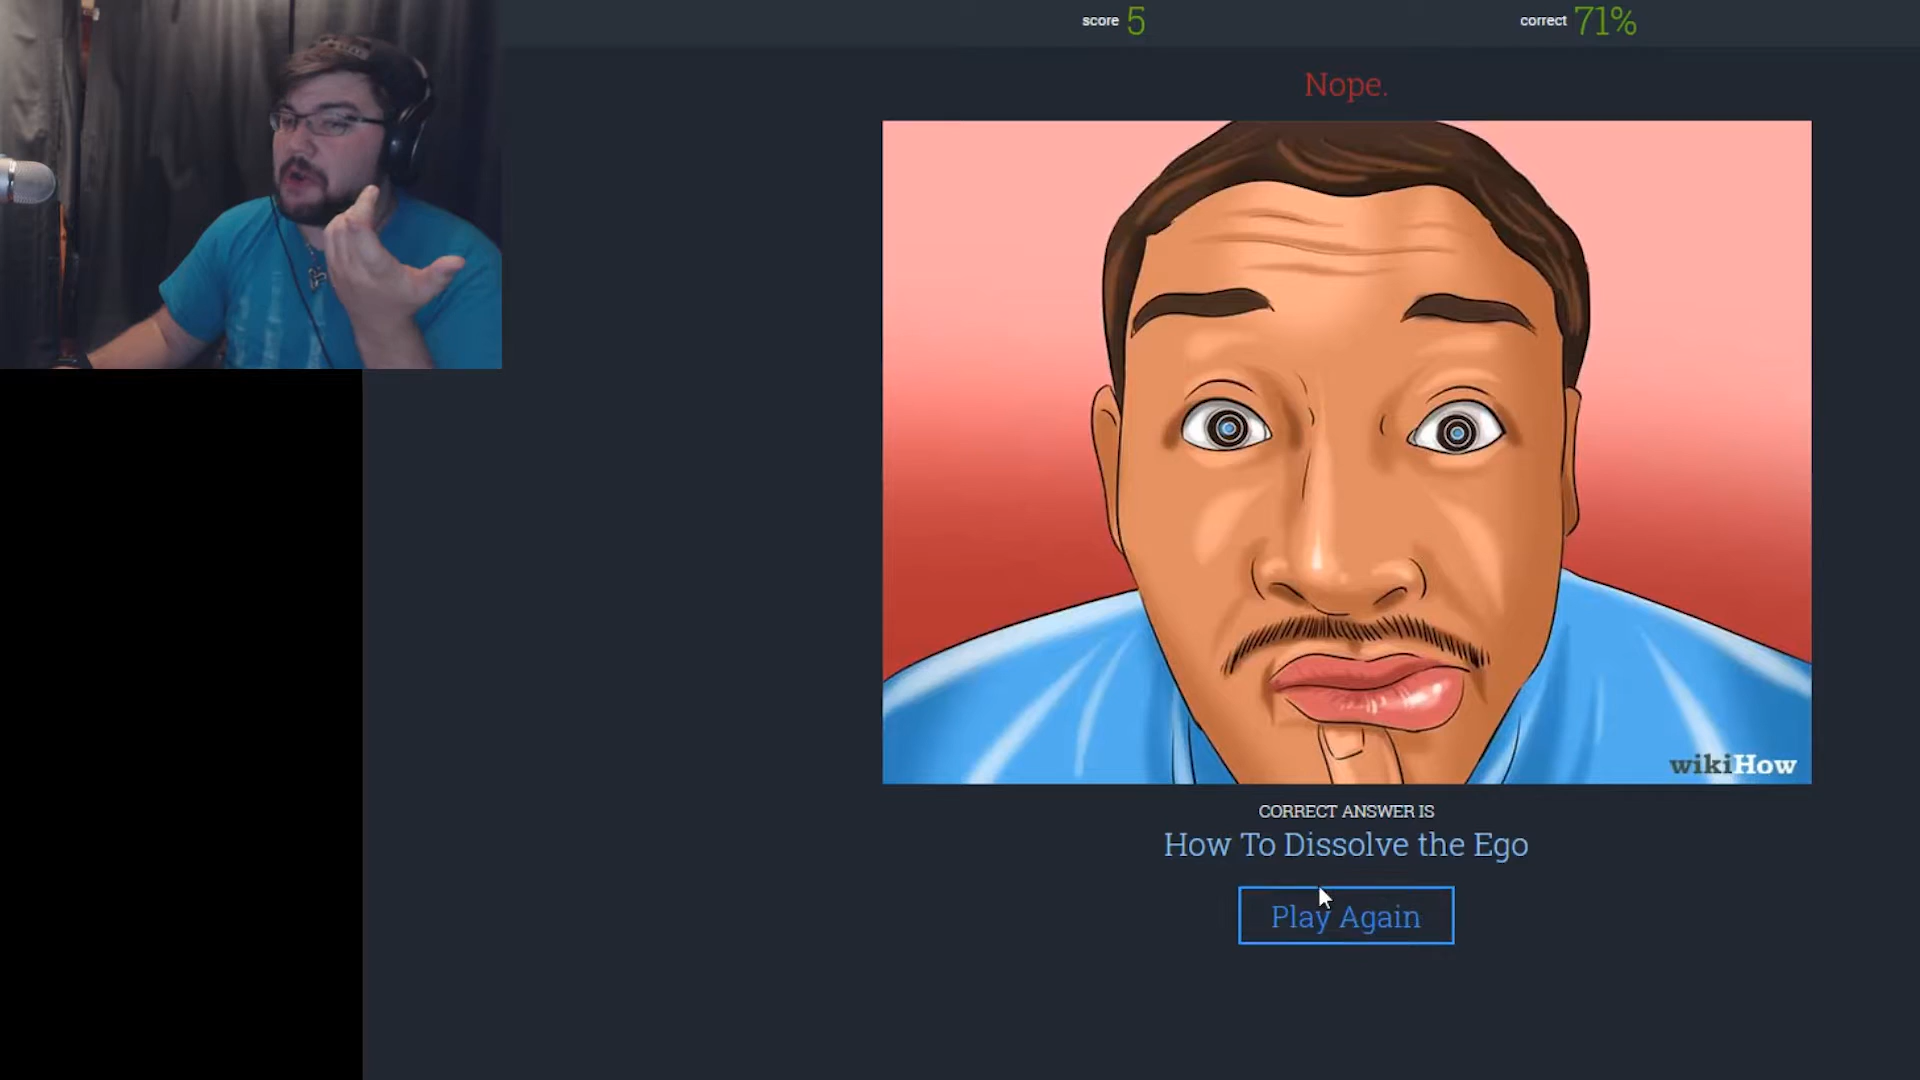 score 5
correct 71%
Nope.
wikiHow
CORRECT ANSWER IS
How To Dissolve the Ego
Play Again